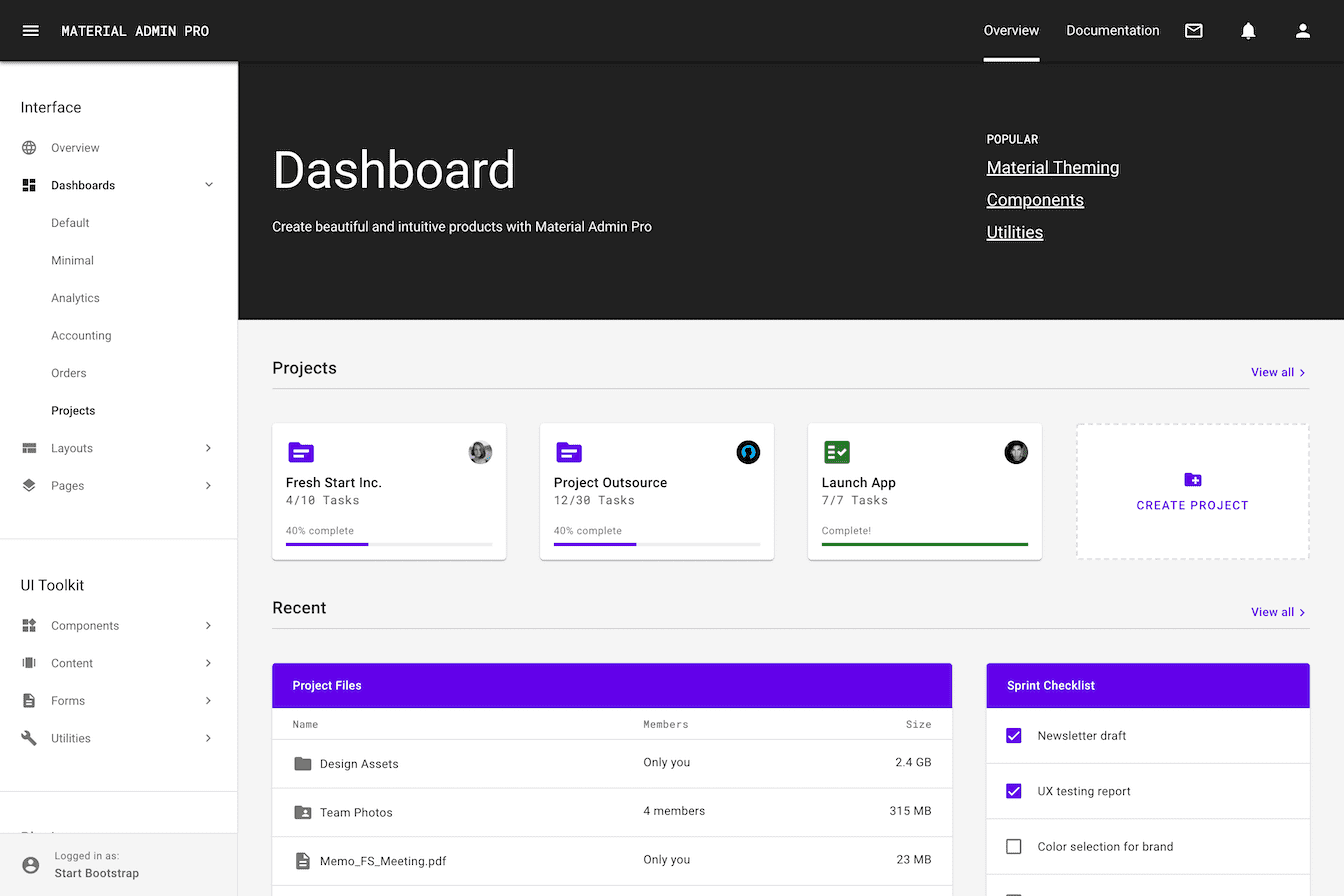 MATERIAL ADMIN PRO
Overview
Documentation
Interface
Overview
Dashboards
Default
Minimal
Analytics
Accounting
Orders
Projects
Layouts
Pages
UI Toolkit
Components
Content
Forms
Utilities
Logged in as:
Start Bootstrap
Dashboard
Create beautiful and intuitive products with Material Admin Pro
POPULAR
Material Theming
Components
Utilities
Projects
View all
Fresh Start Inc.
4/10 Tasks
40% complete
Project Outsource
12/30 Tasks
40% complete
Launch App
7/7 Tasks
Complete!
CREATE PROJECT
Recent
View all
Project Files
Name Members Size
Design Assets Only you 2.4 GB
Team Photos 4 members 315 MB
Memo_FS_Meeting.pdf Only you 23 MB
Sprint Checklist
Newsletter draft
UX testing report
Color selection for brand